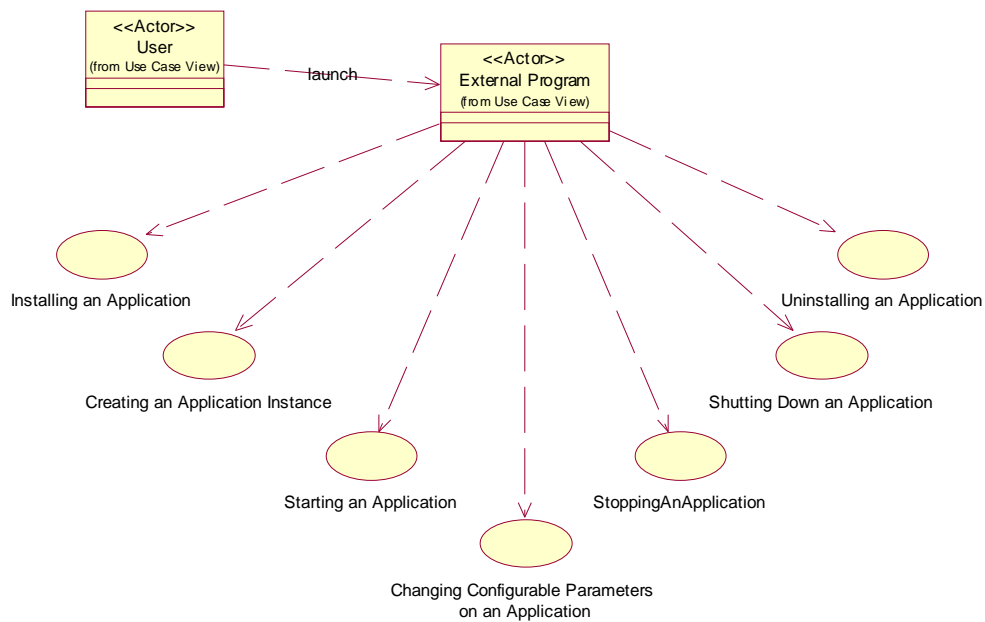 <<Actor>>
User
(from Use Case View)
launch
<<Actor>>
External Program
(from Use Case View)
Installing an Application
Uninstalling an Application
Creating an Application Instance
Shutting Down an Application
Starting an Application
StoppingAnApplication
Changing Configurable Parameters
on an Application